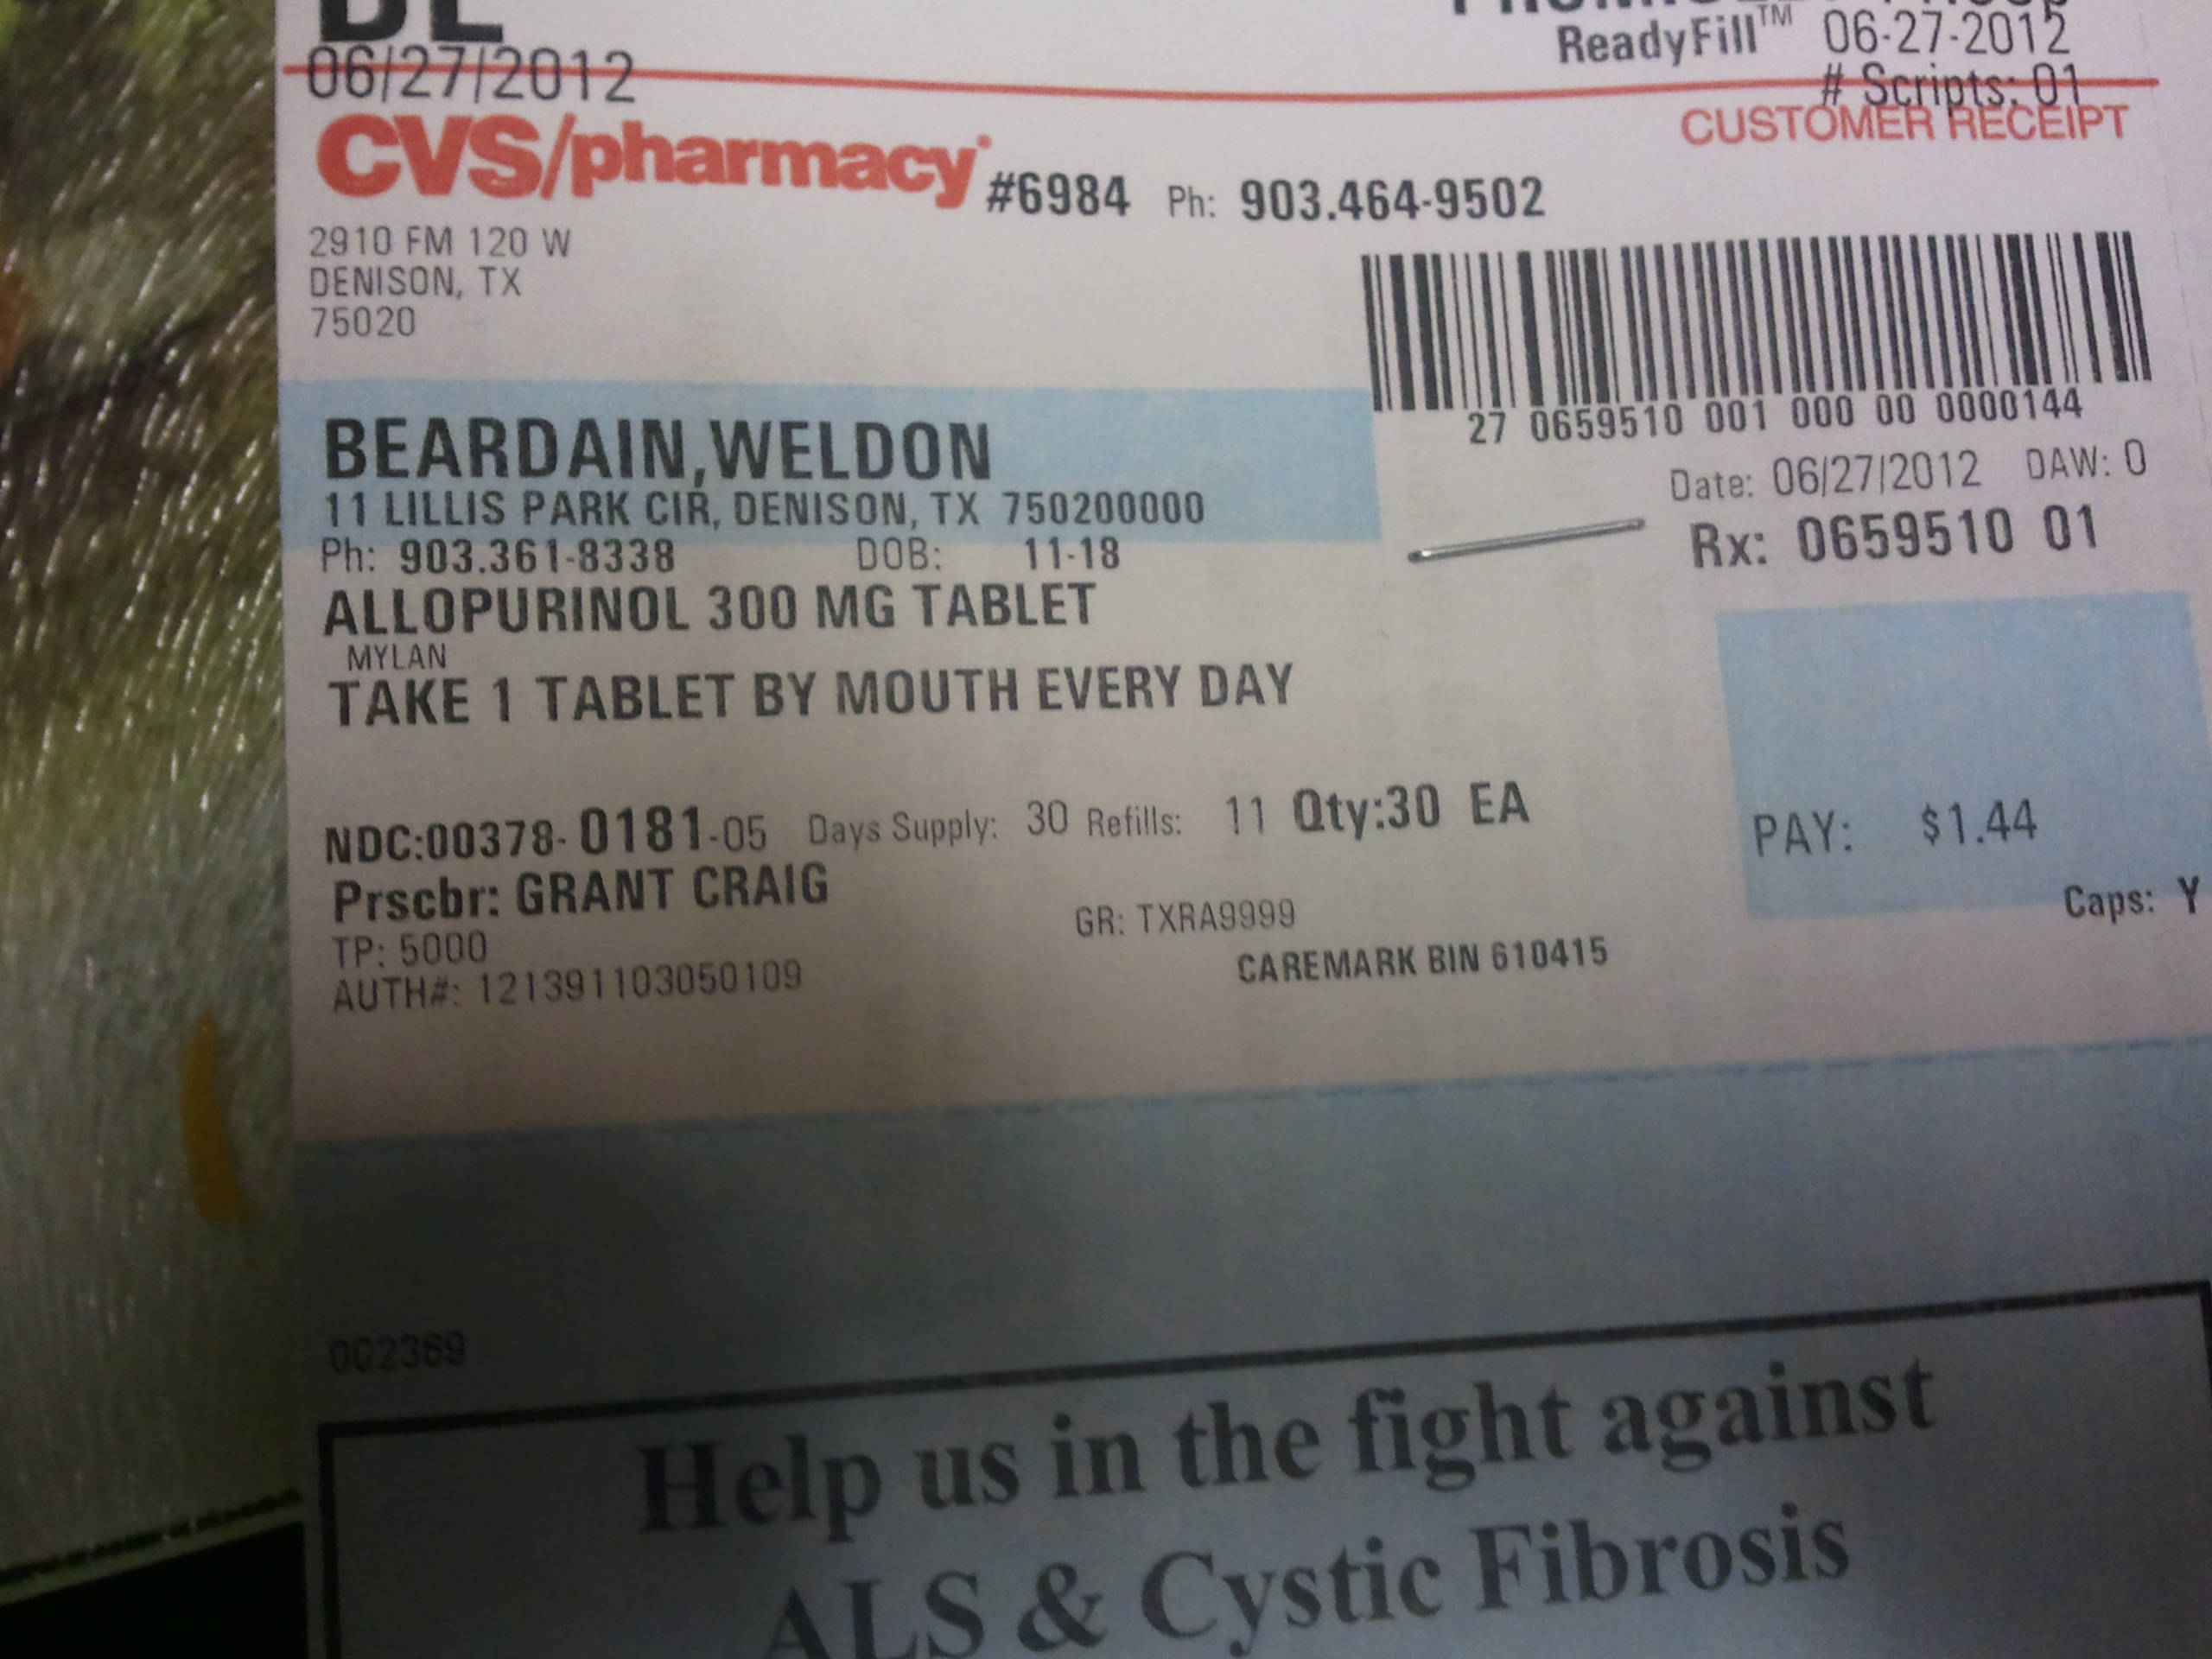 DL
06/27/2012
ReadyFill™ 06-27-2012
# Scripts: 01
CUSTOMER RECEIPT
CVS/pharmacy #6984 Ph: 903.464-9502
2910 FM 120 W
DENISON, TX
75020
27 0659510 001 000 00 0000144
BEARDAIN,WELDON
11 LILLIS PARK CIR, DENISON, TX 750200000
Ph: 903.361-8338 DOB: 11-18
Date: 06/27/2012 DAW: 0
Rx: 0659510 01
ALLOPURINOL 300 MG TABLET
MYLAN
TAKE 1 TABLET BY MOUTH EVERY DAY
NDC:00378-0181-05 Days Supply: 30 Refills: 11 Qty:30 EA
PAY: $1.44
Prscbr: GRANT CRAIG
Caps: Y
TP: 5000 GR: TXRA9999
AUTH#: 121391103050109 CAREMARK BIN 610415
002369
Help us in the fight against
ALS & Cystic Fibrosis